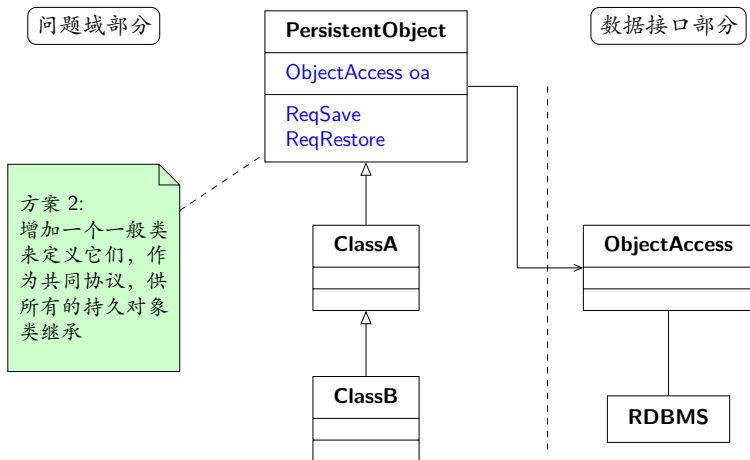 问题域部分
PersistentObject
数据接口部分
ObjectAccess oa
ReqSave
ReqRestore
方案 2:
增加一个一般类
来定义它们，作
为共同协议，供
所有的持久对象
类继承
ClassA
ObjectAccess
ClassB
RDBMS